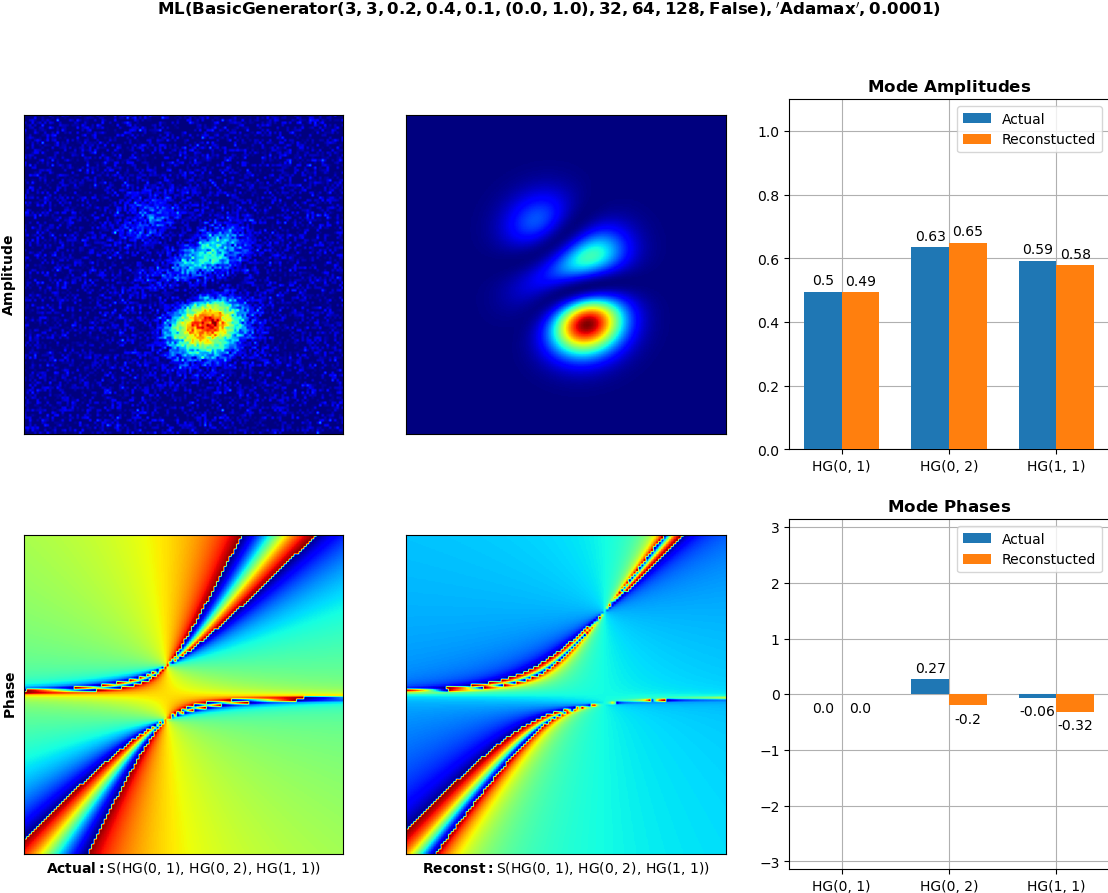 ML(BasicGenerator(3, 3, 0.2, 0.4, 0.1, (0.0, 1.0), 32, 64, 128, False), ′Adamax′, 0.0001)
Amplitude
Mode Amplitudes
Actual
Reconstucted
1.0
0.8
0.6
0.4
0.2
0.0
0.5 0.49
0.63 0.65
0.59 0.58
HG(0, 1) HG(0, 2) HG(1, 1)
Phase
Actual: S(HG(0, 1), HG(0, 2), HG(1, 1))
Reconst: S(HG(0, 1), HG(0, 2), HG(1, 1))
Mode Phases
Actual
Reconstucted
3
2
1
0
−1
−2
−3
0.0 0.0
0.27
-0.2
-0.06
-0.32
HG(0, 1) HG(0, 2) HG(1, 1)